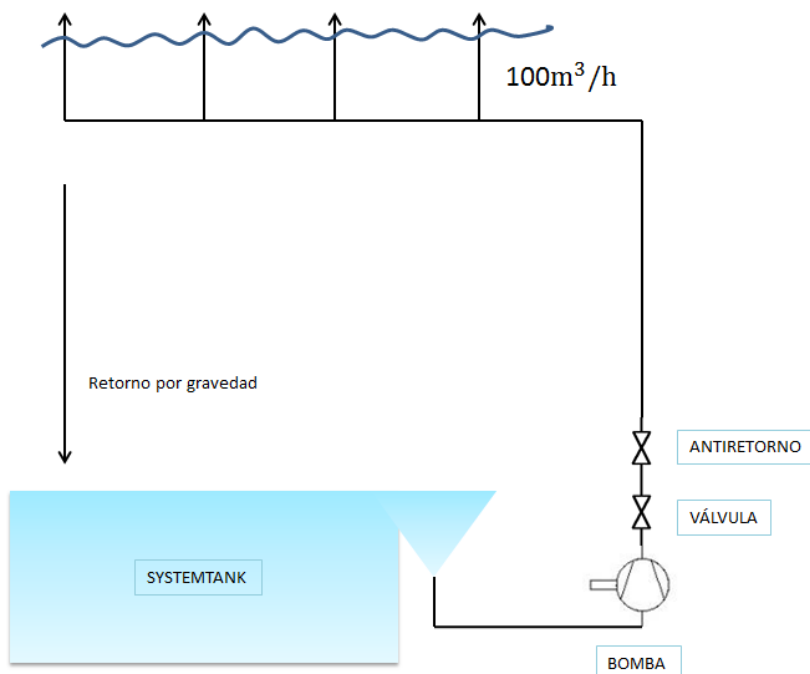 100m³/h
Retorno por gravedad
ANTIRETORNO
VÁLVULA
SYSTEMTANK
BOMBA